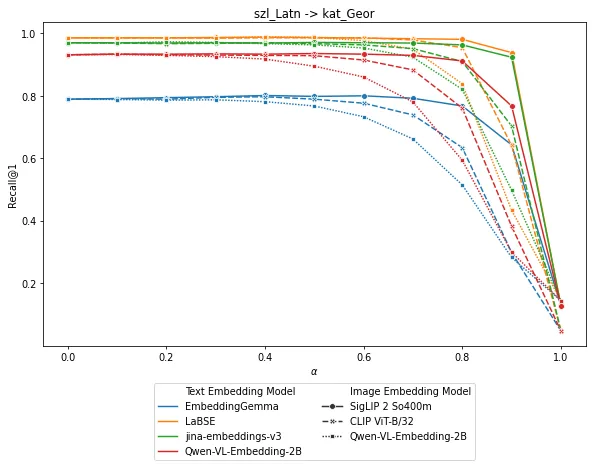 szl_Latn -> kat_Geor
Recall@1
1.0
0.8
0.6
0.4
0.2
0.0 0.2 0.4 0.6 0.8 1.0
α
Text Embedding Model
EmbeddingGemma
LaBSE
jina-embeddings-v3
Qwen-VL-Embedding-2B
Image Embedding Model
SigLIP 2 So400m
CLIP ViT-B/32
Qwen-VL-Embedding-2B